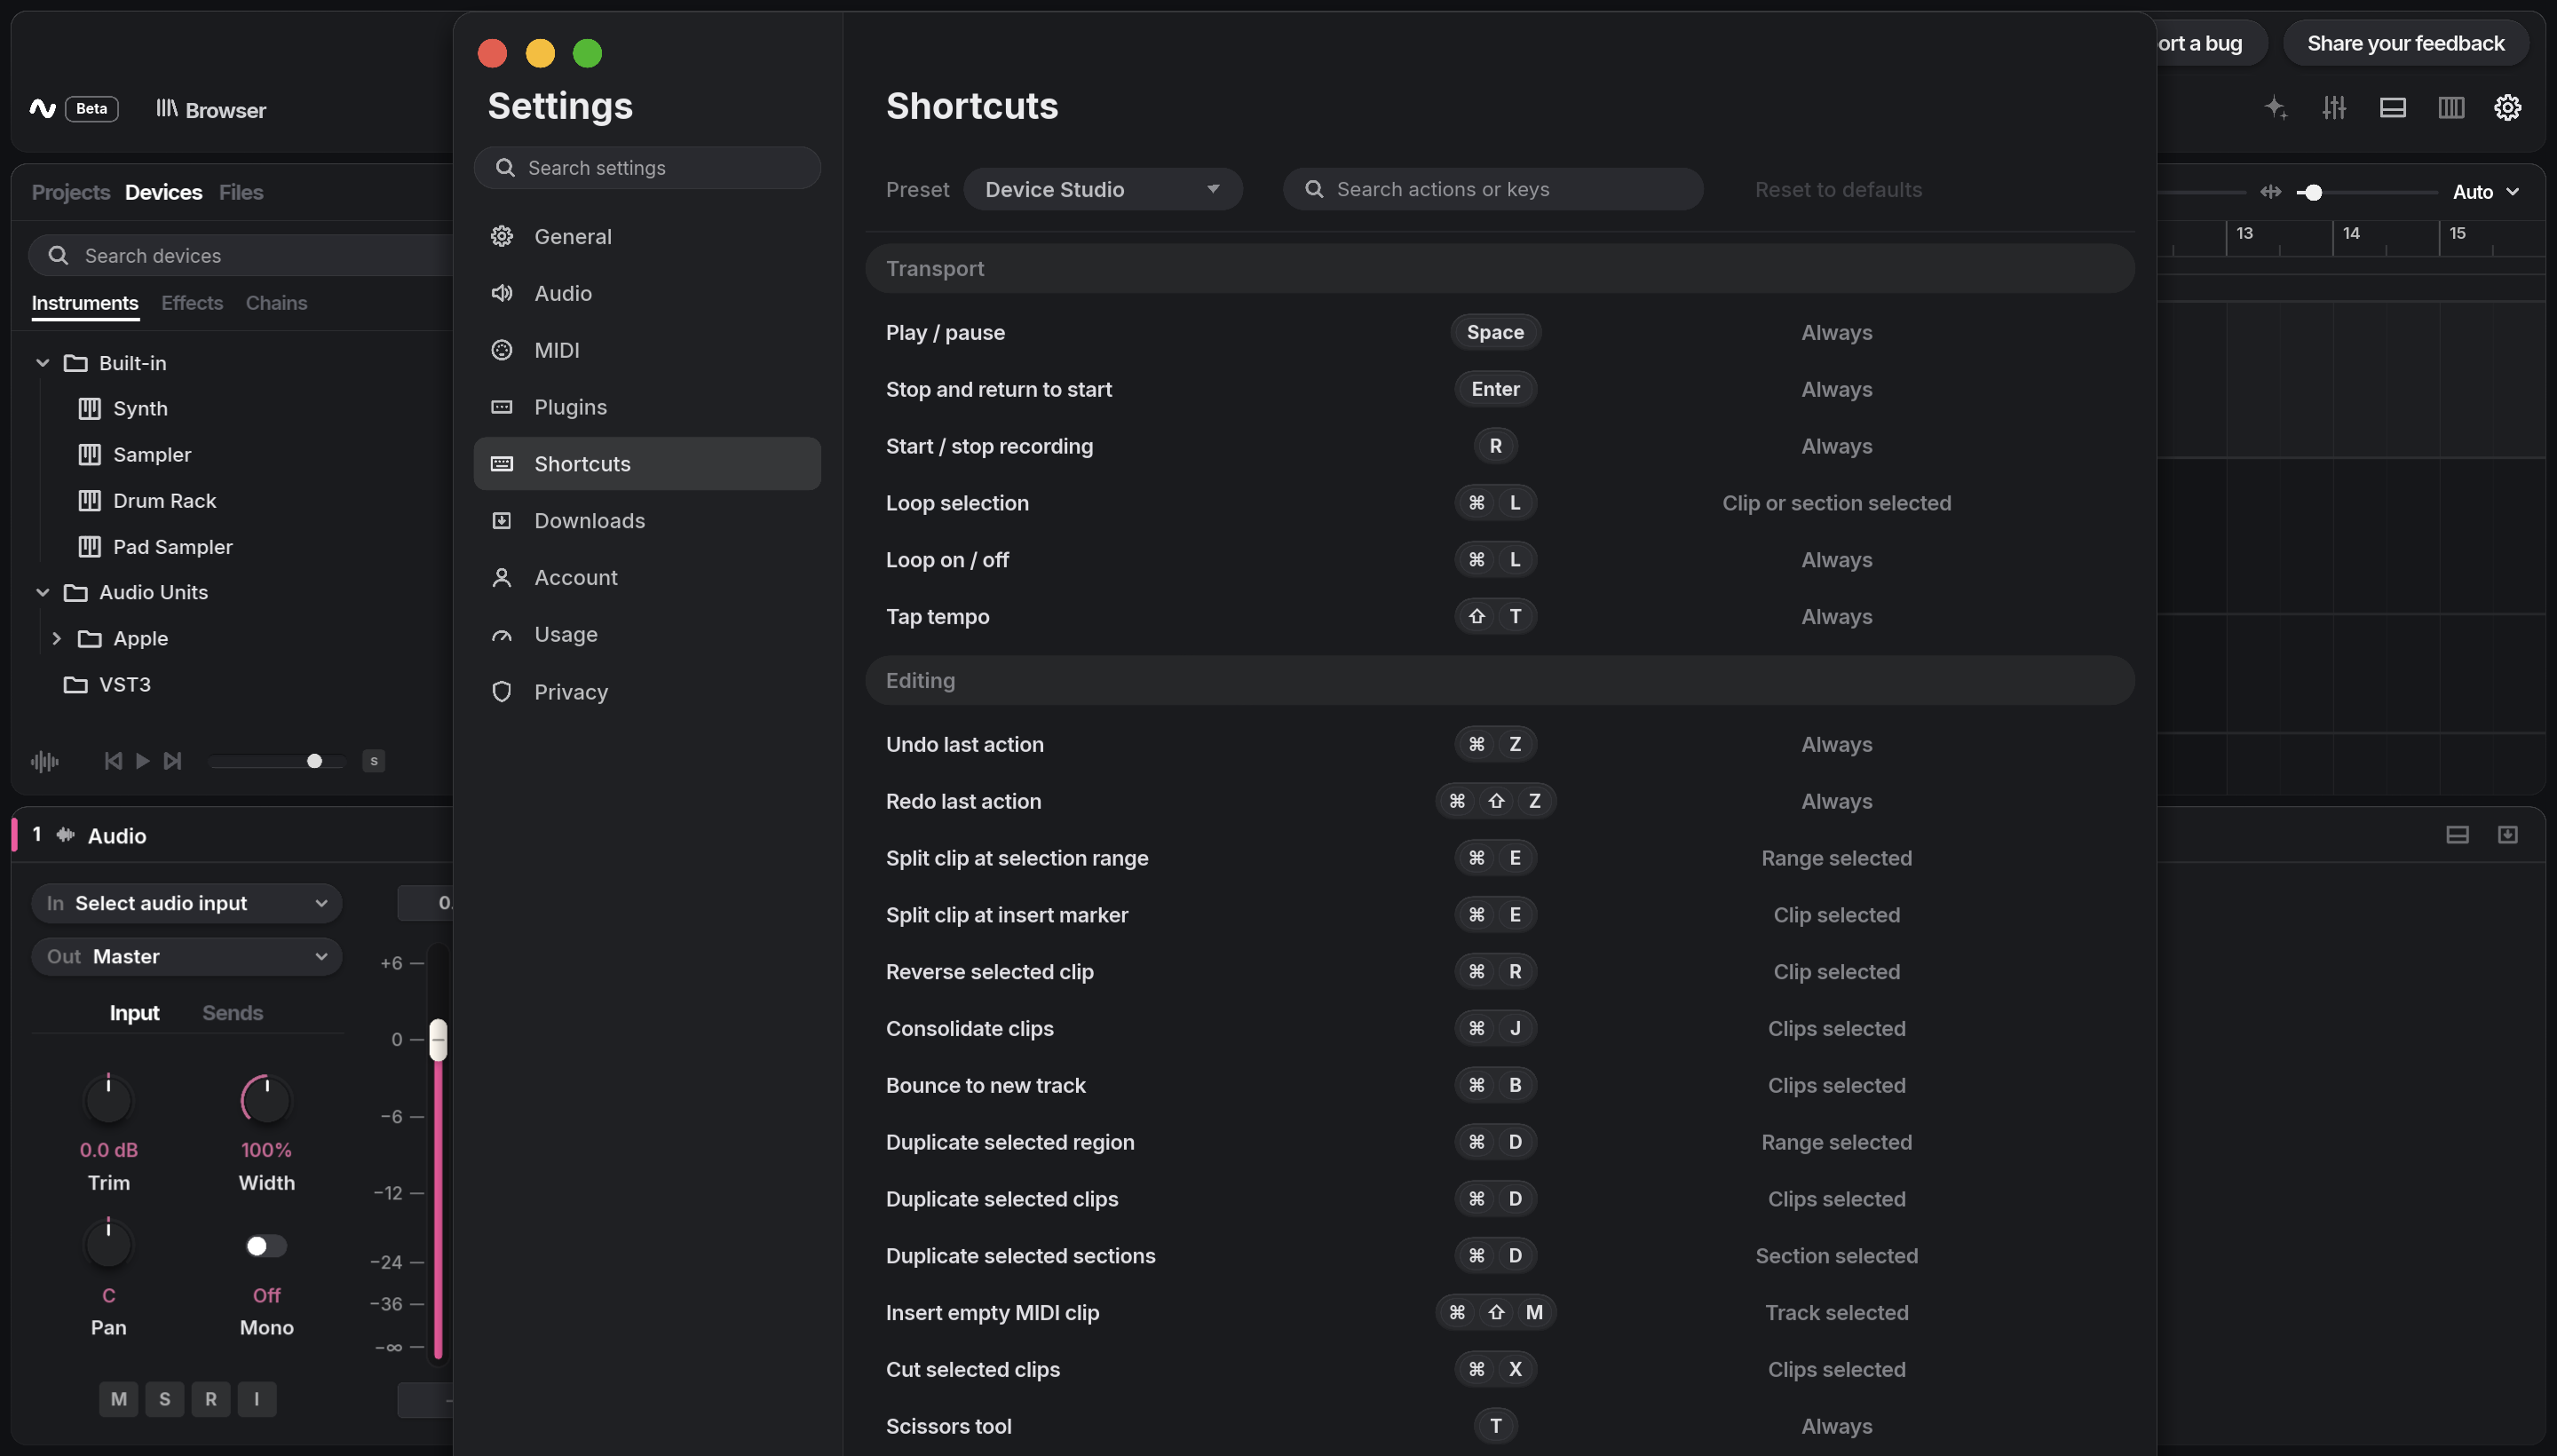 ort a bug
Share your feedback
Beta
Browser
Projects Devices Files
Search devices
Instruments Effects Chains
Built-in
Synth
Sampler
Drum Rack
Pad Sampler
Audio Units
Apple
VST3
S
1 Audio
In Select audio input
Out Master
Input Sends
0.0 dB 100%
Trim Width
C Off
Pan Mono
M S R I
0.
+6
0
−6
−12
−24
−36
−∞
Settings
Search settings
General
Audio
MIDI
Plugins
Shortcuts
Downloads
Account
Usage
Privacy
Shortcuts
Preset Device Studio Search actions or keys Reset to defaults
Transport
Play / pause Space Always
Stop and return to start Enter Always
Start / stop recording R Always
Loop selection ⌘ L Clip or section selected
Loop on / off ⌘ L Always
Tap tempo ⇧ T Always
Editing
Undo last action ⌘ Z Always
Redo last action ⌘ ⇧ Z Always
Split clip at selection range ⌘ E Range selected
Split clip at insert marker ⌘ E Clip selected
Reverse selected clip ⌘ R Clip selected
Consolidate clips ⌘ J Clips selected
Bounce to new track ⌘ B Clips selected
Duplicate selected region ⌘ D Range selected
Duplicate selected clips ⌘ D Clips selected
Duplicate selected sections ⌘ D Section selected
Insert empty MIDI clip ⌘ ⇧ M Track selected
Cut selected clips ⌘ X Clips selected
Scissors tool T Always
Auto
13 14 15